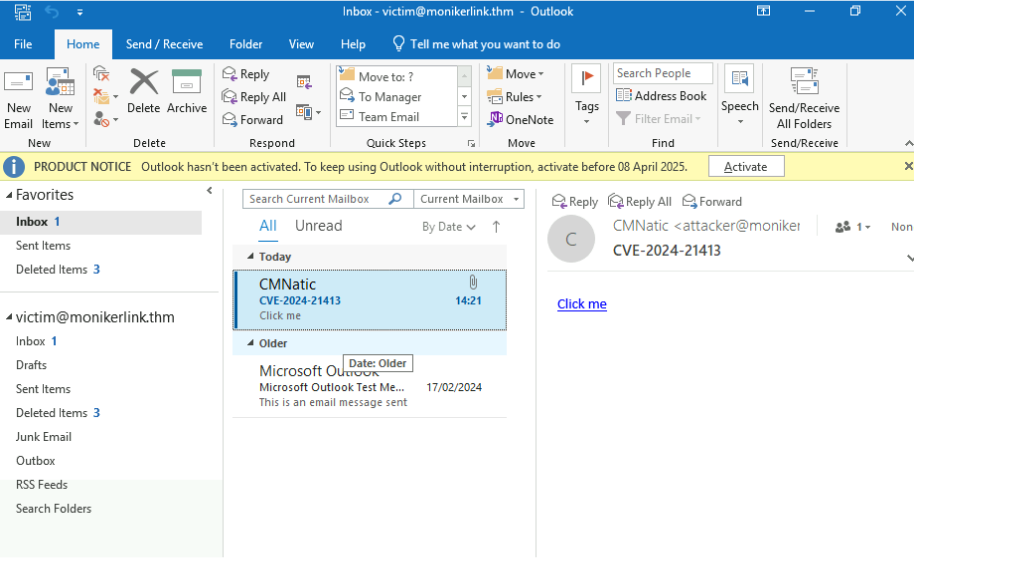 Inbox - victim@monikerlink.thm - Outlook
File Home Send / Receive Folder View Help Tell me what you want to do
New Email
New Items
Delete Archive
New
Delete
Reply
Reply All
Forward
Respond
Move to: ?
To Manager
Team Email
Quick Steps
Move
Rules
OneNote
Move
Tags
Search People
Address Book
Filter Email
Find
Speech
Send/Receive
All Folders
Send/Receive
PRODUCT NOTICE Outlook hasn't been activated. To keep using Outlook without interruption, activate before 08 April 2025. Activate
Favorites
Inbox 1
Sent Items
Deleted Items 3
victim@monikerlink.thm
Inbox 1
Drafts
Sent Items
Deleted Items 3
Junk Email
Outbox
RSS Feeds
Search Folders
Search Current Mailbox Current Mailbox
All Unread By Date
Today
CMNatic
CVE-2024-21413 14:21
Click me
Older
Date: Older
Microsoft Outlook
Microsoft Outlook Test Me... 17/02/2024
This is an email message sent
Reply Reply All Forward
C
CMNatic <attacker@moniker 1 Non
CVE-2024-21413
Click me